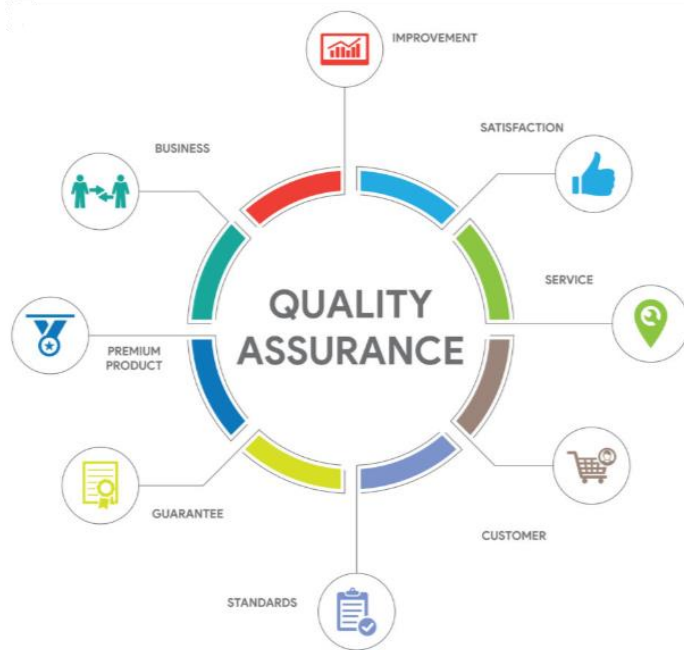 IMPROVEMENT
SATISFACTION
BUSINESS
SERVICE
QUALITY
ASSURANCE
PREMIUM
PRODUCT
GUARANTEE
CUSTOMER
STANDARDS